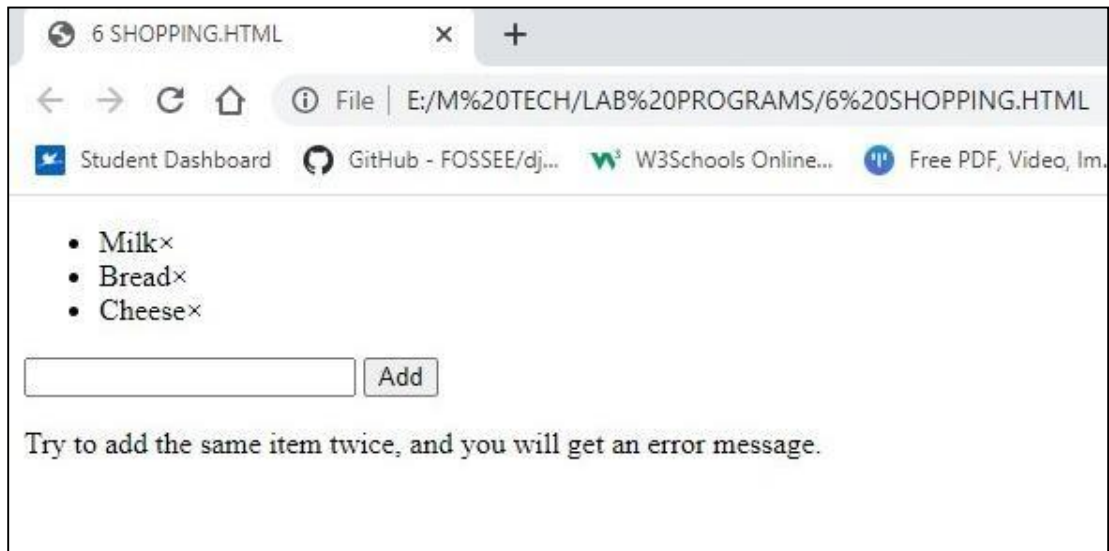 6 SHOPPING.HTML
File | E:/M%20TECH/LAB%20PROGRAMS/6%20SHOPPING.HTML
Student Dashboard GitHub - FOSSEE/dj... W3Schools Online... Free PDF, Video, Im.
• Milk×
• Bread×
• Cheese×
Add
Try to add the same item twice, and you will get an error message.